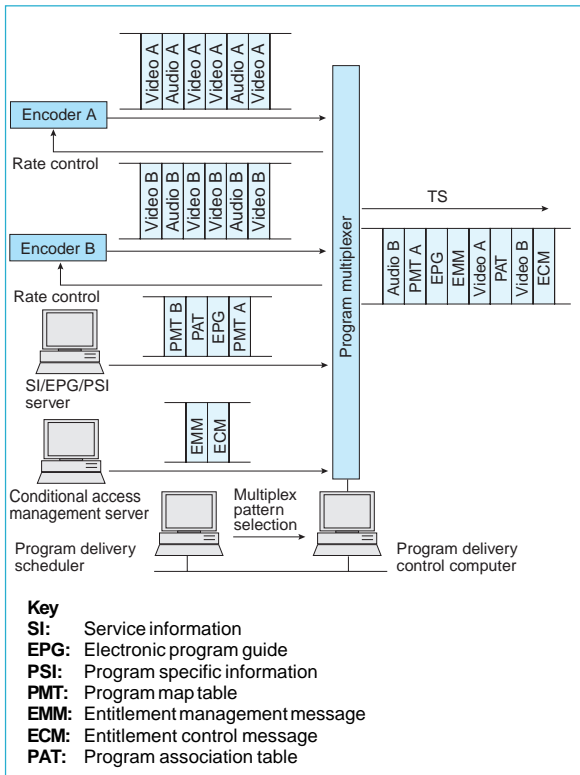 Video A
Audio A
Video A
Video A
Audio A
Video A
Encoder A
Rate control
Video B
Audio B
Video B
Video B
Audio B
Video B
Encoder B
Rate control
PMT B
PAT
EPG
PMT A
SI/EPG/PSI
server
EMM
ECM
Conditional access
management server
Program multiplexer
TS
Audio B
PMT A
EPG
EMM
Video A
PAT
Video B
ECM
Multiplex
pattern
selection
Program delivery
scheduler
Program delivery
control computer
Key
SI: Service information
EPG: Electronic program guide
PSI: Program specific information
PMT: Program map table
EMM: Entitlement management message
ECM: Entitlement control message
PAT: Program association table